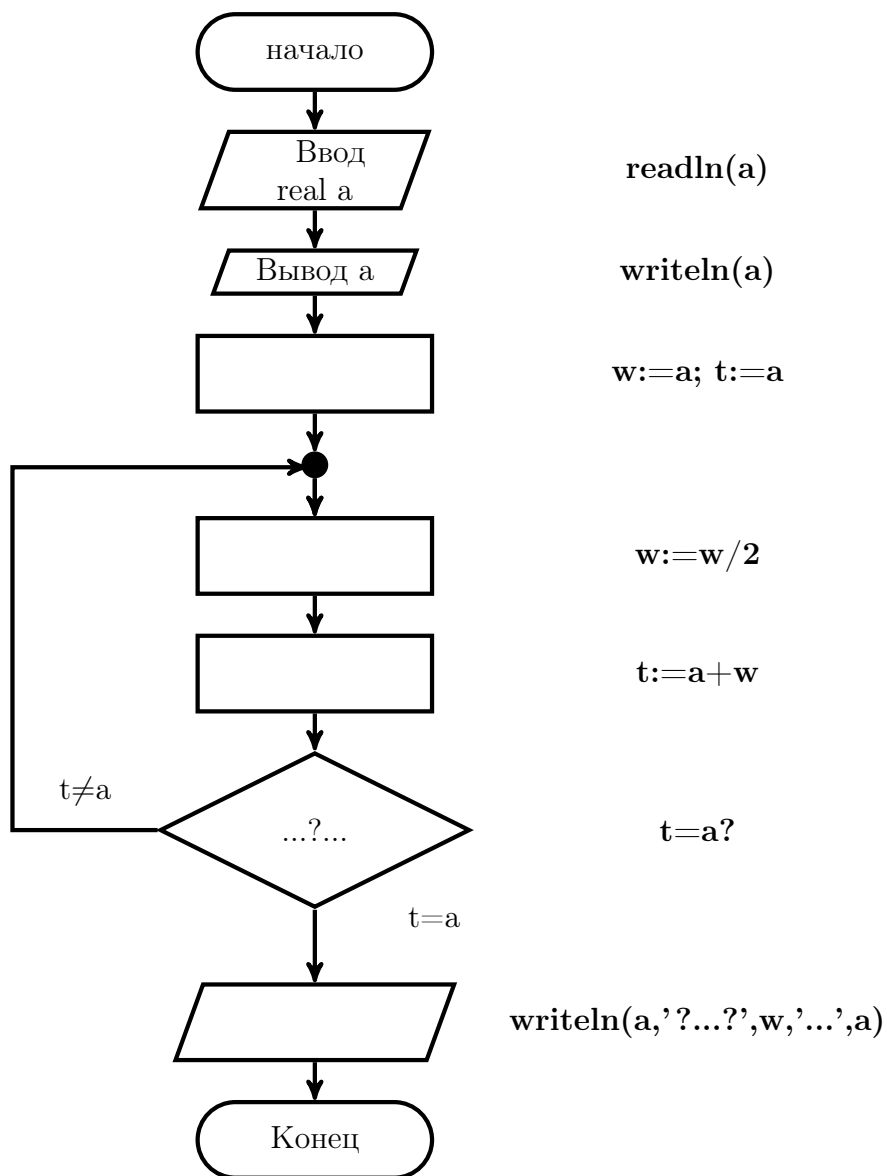 начало
Ввод
real a
readln(a)
Вывод a
writeln(a)
w:=a; t:=a
w:=w/2
t:=a+w
t≠a
...?...
t=a?
t=a
writeln(a,'?...?',w,'...',a)
Конец